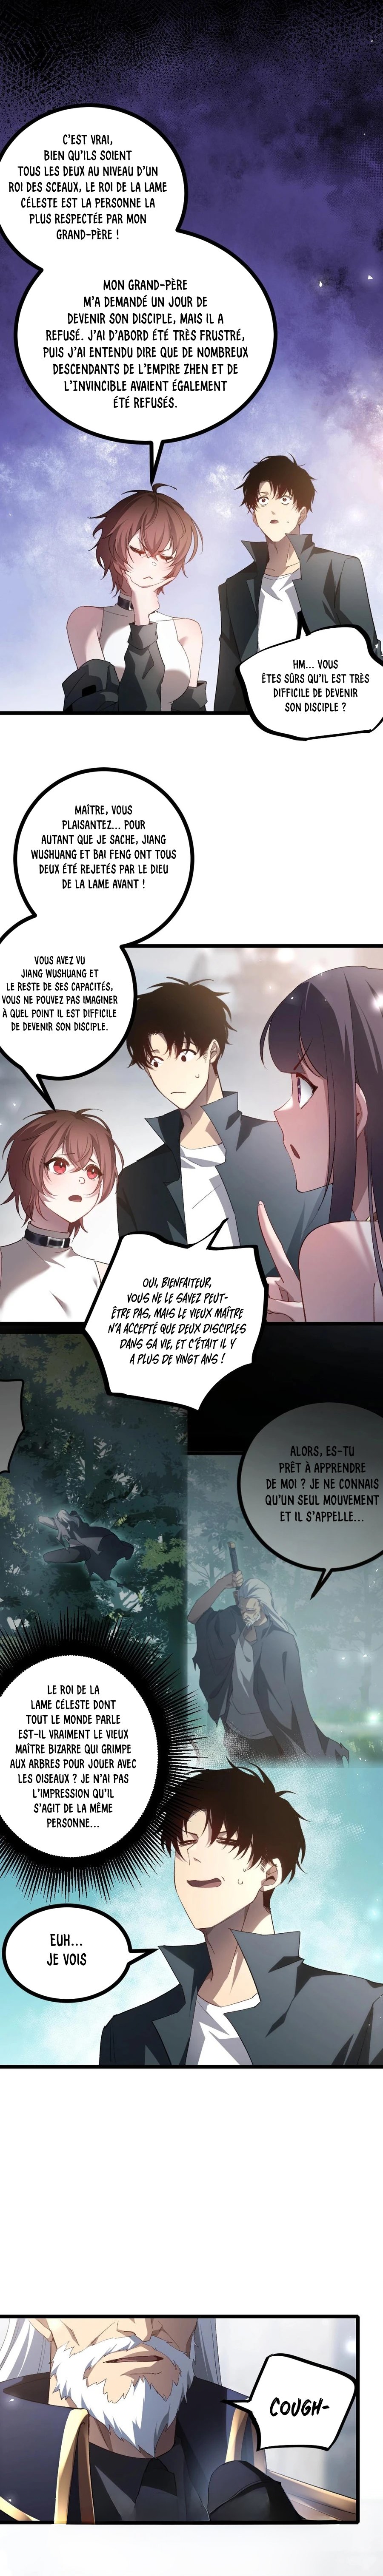 C'EST VRAI,
BIEN QU'ILS SOIENT
TOUS LES DEUX AU NIVEAU D'UN
ROI DES SCEAUX, LE ROI DE LA LAME
CÉLESTE EST LA PERSONNE LA
PLUS RESPECTÉE PAR MON
GRAND-PÈRE !
MON GRAND-PÈRE
M'A DEMANDÉ UN JOUR DE
DEVENIR SON DISCIPLE, MAIS IL A
REFUSÉ. J'AI D'ABORD ÉTÉ TRÈS FRUSTRÉ,
PUIS J'AI ENTENDU DIRE QUE DE NOMBREUX
DESCENDANTS DE L'EMPIRE ZHEN ET DE
L'INVINCIBLE AVAIENT ÉGALEMENT
ÉTÉ REFUSÉS.
HM... VOUS
ÊTES SÛRS QU'IL EST TRÈS
DIFFICILE DE DEVENIR
SON DISCIPLE ?
MAÎTRE, VOUS
PLAISANTEZ... POUR
AUTANT QUE JE SACHE, JIANG
WUSHUANG ET BAI FENG ONT TOUS
DEUX ÉTÉ REJETÉS PAR LE DIEU
DE LA LAME AVANT !
VOUS AVEZ VU
JIANG WUSHUANG ET
LE RESTE DE SES CAPACITÉS,
VOUS NE POUVEZ PAS IMAGINER
À QUEL POINT IL EST DIFFICILE
DE DEVENIR SON DISCIPLE.
OUI, BIENFAITEUR,
VOUS NE LE SAVEZ PEUT-
ÊTRE PAS, MAIS LE VIEUX MAÎTRE
N'A ACCEPTÉ QUE DEUX DISCIPLES
DANS SA VIE, ET C'ÉTAIT IL Y
A PLUS DE VINGT ANS !
ALORS, ES-TU
PRÊT À APPRENDRE
DE MOI ? JE NE CONNAIS
QU'UN SEUL MOUVEMENT
ET IL S'APPELLE...
LE ROI DE LA
LAME CÉLESTE DONT
TOUT LE MONDE PARLE
EST-IL VRAIMENT LE VIEUX
MAÎTRE BIZARRE QUI GRIMPE
AUX ARBRES POUR JOUER AVEC
LES OISEAUX ? JE N'AI PAS
L'IMPRESSION QU'IL
S'AGIT DE LA MÊME
PERSONNE...
EUH...
JE VOIS
COUGH-